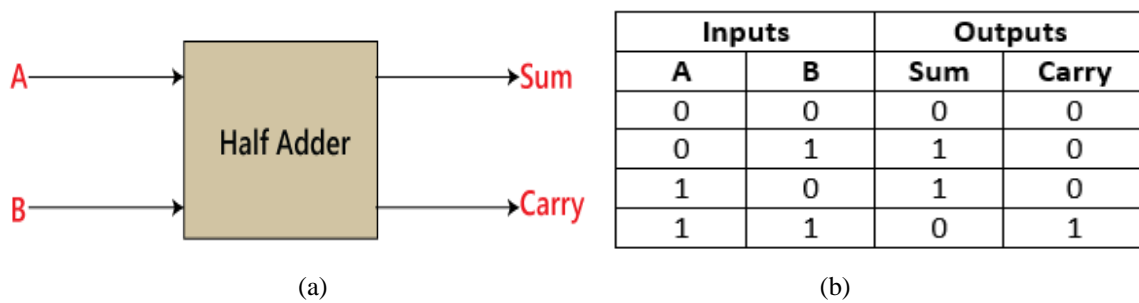 A
Sum
Half Adder
B
Carry
(a)
Inputs Outputs
A B Sum Carry
0 0 0 0
0 1 1 0
1 0 1 0
1 1 0 1
(b)